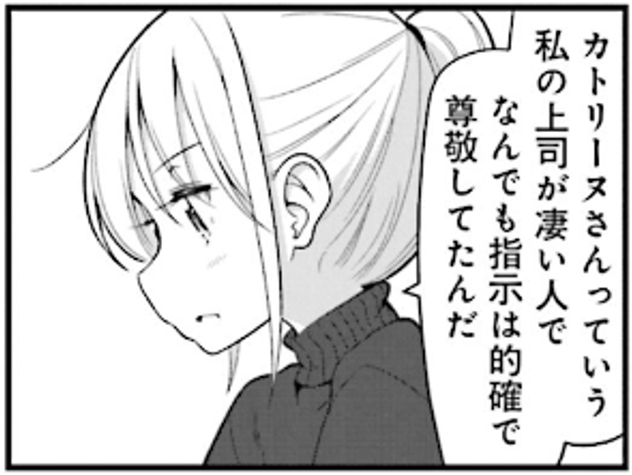 カトリーヌさんっていう
私の上司が凄い人で
なんでも指示は的確で
尊敬してたんだ